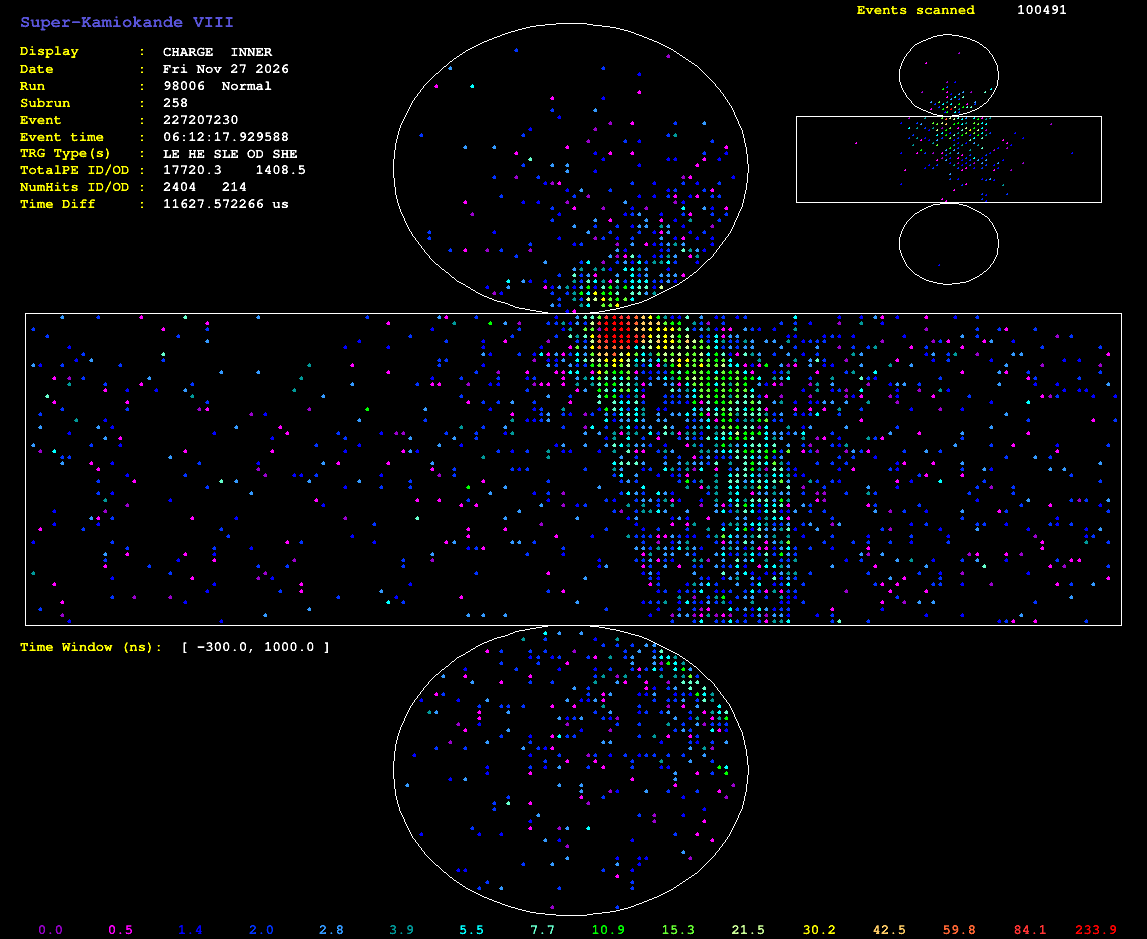 Super-Kamiokande VIII
Events scanned 100491
Display : CHARGE INNER
Date : Fri Nov 27 2026
Run : 98006 Normal
Subrun : 258
Event : 227207230
Event time : 06:12:17.929588
TRG Type(s) : LE HE SLE OD SHE
TotalPE ID/OD : 17720.3 1408.5
NumHits ID/OD : 2404 214
Time Diff : 11627.572266 us
Time Window (ns): [ -300.0, 1000.0 ]
0.0 0.5 1.4 2.0 2.8 3.9 5.5 7.7 10.9 15.3 21.5 30.2 42.5 59.8 84.1 233.9